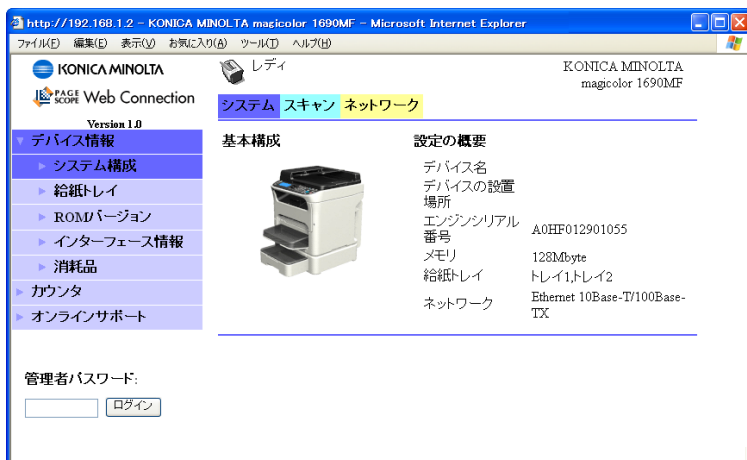 http://192.168.1.2 - KONICA MINOLTA magicolor 1690MF - Microsoft Internet Explorer
ファイル(F) 編集(E) 表示(V) お気に入り(A) ツール(T) ヘルプ(H)
KONICA MINOLTA
PAGE SCOPE Web Connection
Version 1.0
レディ
KONICA MINOLTA
magicolor 1690MF
システム スキャン ネットワーク
デバイス情報
システム構成
給紙トレイ
ROMバージョン
インターフェース情報
消耗品
カウンタ
オンラインサポート
管理者パスワード:
ログイン
基本構成
設定の概要
デバイス名
デバイスの設置
場所
エンジンシリアル
番号 A0HF012901055
メモリ 128Mbyte
給紙トレイ トレイ1,トレイ2
ネットワーク Ethernet 10Base-T/100Base-
TX